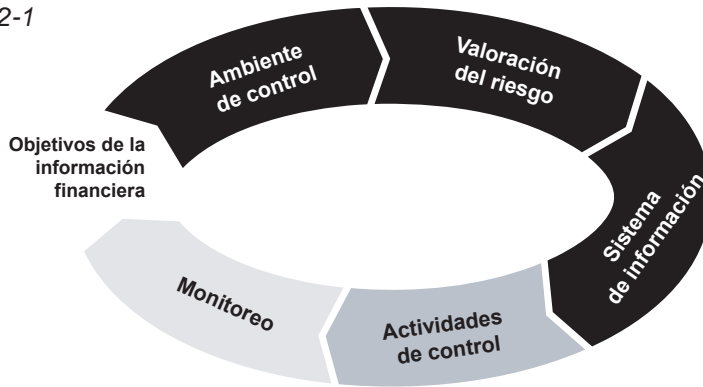 2-1
Ambiente
de control
Valoración
del riesgo
Objetivos de la
información
financiera
Sistema
de información
Monitoreo
Actividades
de control